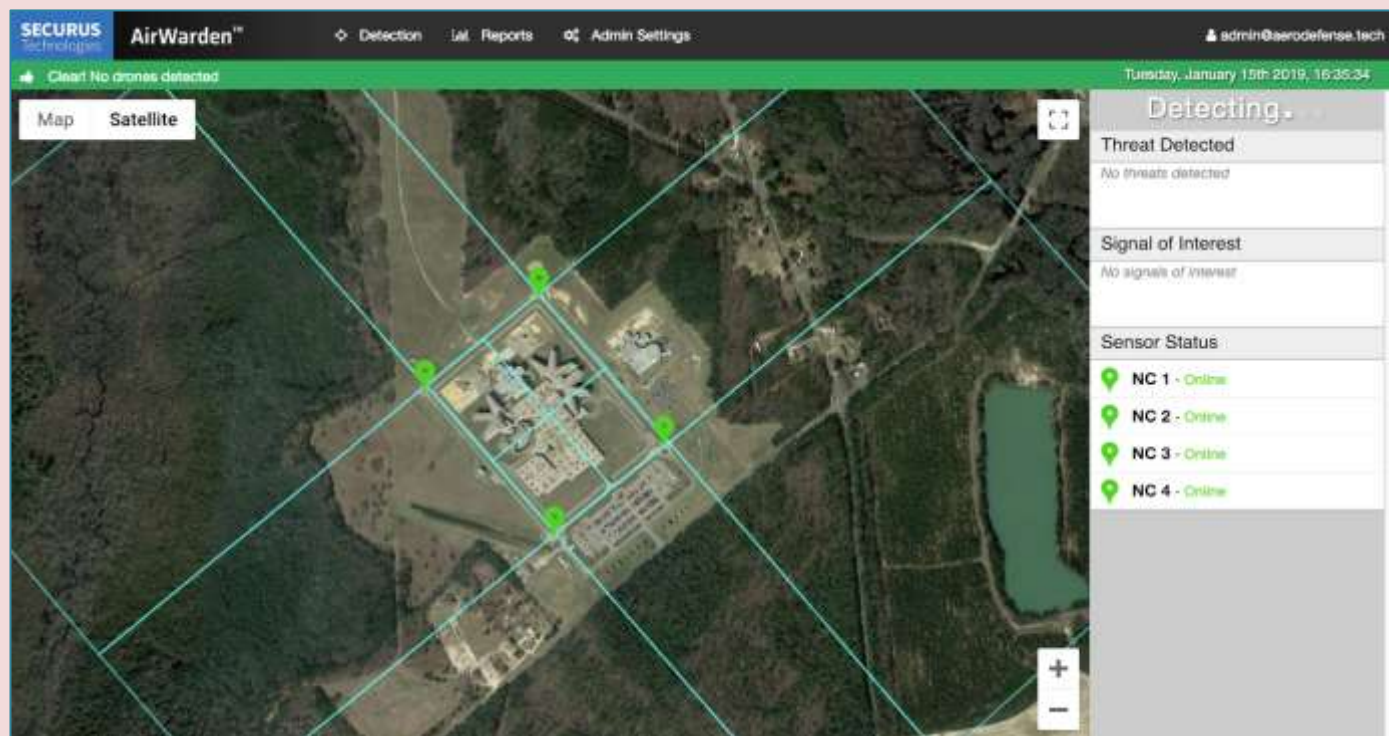 SECURUS
Technologies
AirWarden™
Detection
Reports
Admin Settings
admin@aerodefense.tech
Clear! No drones detected
Tuesday, January 15th 2019, 16:35:34
Map
Satellite
Detecting.
Threat Detected
No threats detected
Signal of Interest
No signals of interest
Sensor Status
NC 1 - Online
NC 2 - Online
NC 3 - Online
NC 4 - Online